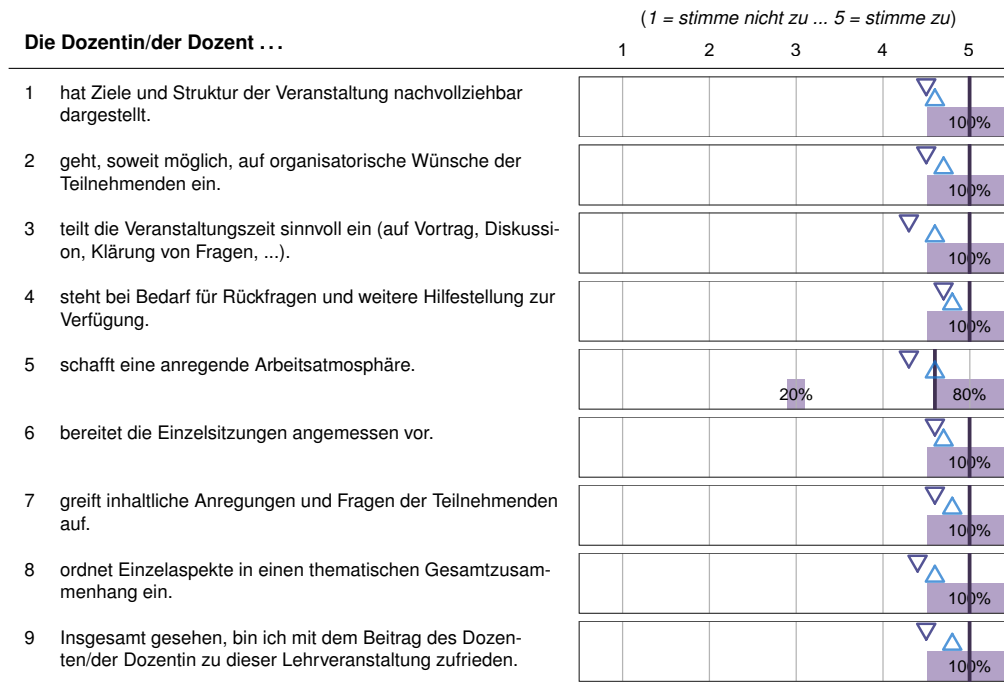 (1 = stimme nicht zu ... 5 = stimme zu)
Die Dozentin/der Dozent . . .
1 2 3 4 5
1 hat Ziele und Struktur der Veranstaltung nachvollziehbar
dargestellt.
100%
2 geht, soweit möglich, auf organisatorische Wünsche der
Teilnehmenden ein.
100%
3 teilt die Veranstaltungszeit sinnvoll ein (auf Vortrag, Diskussi-
on, Klärung von Fragen, ...).
100%
4 steht bei Bedarf für Rückfragen und weitere Hilfestellung zur
Verfügung.
100%
5 schafft eine anregende Arbeitsatmosphäre.
20% 80%
6 bereitet die Einzelsitzungen angemessen vor.
100%
7 greift inhaltliche Anregungen und Fragen der Teilnehmenden
auf.
100%
8 ordnet Einzelaspekte in einen thematischen Gesamtzusam-
menhang ein.
100%
9 Insgesamt gesehen, bin ich mit dem Beitrag des Dozen-
ten/der Dozentin zu dieser Lehrveranstaltung zufrieden.
100%